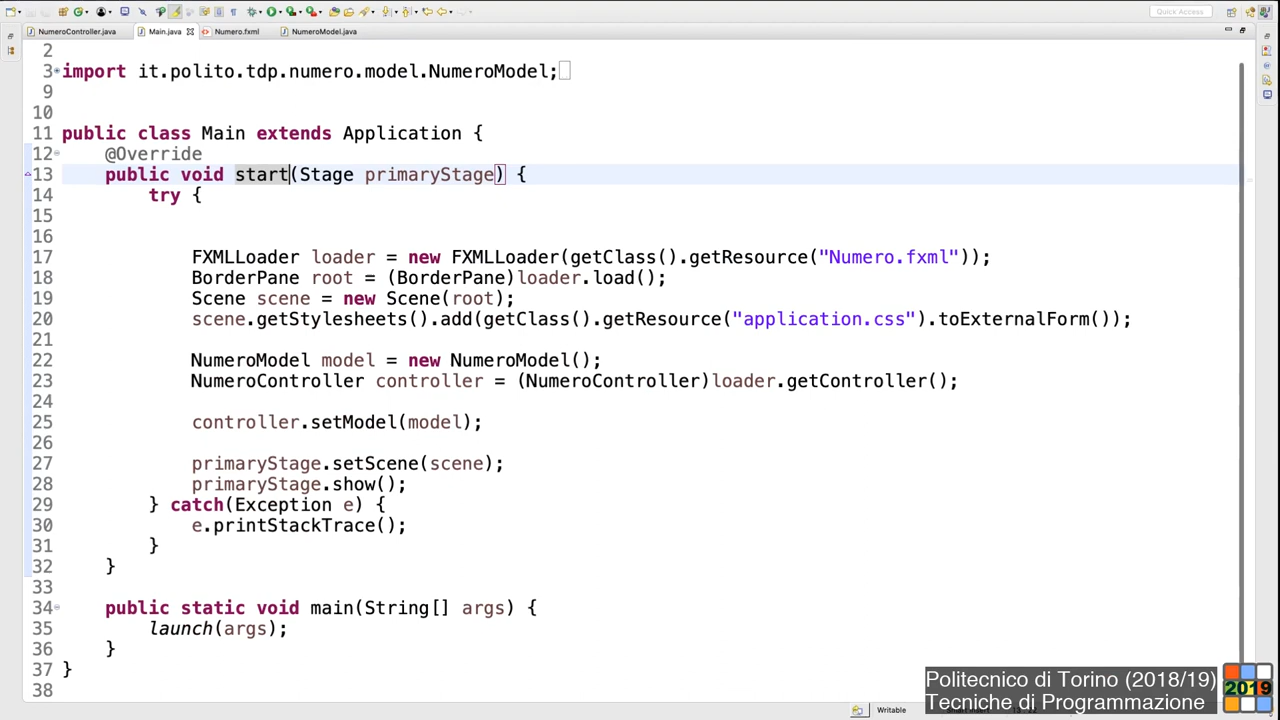 Quick Access
NumeroController.java
Main.java
Numero.fxml
NumeroModel.java
2
3 import it.polito.tdp.numero.model.NumeroModel;
9
10
11 public class Main extends Application {
12 @Override
13 public void start(Stage primaryStage) {
14 try {
15
16
17 FXMLLoader loader = new FXMLLoader(getClass().getResource("Numero.fxml"));
18 BorderPane root = (BorderPane)loader.load();
19 Scene scene = new Scene(root);
20 scene.getStylesheets().add(getClass().getResource("application.css").toExternalForm());
21
22 NumeroModel model = new NumeroModel();
23 NumeroController controller = (NumeroController)loader.getController();
24
25 controller.setModel(model);
26
27 primaryStage.setScene(scene);
28 primaryStage.show();
29 } catch(Exception e) {
30 e.printStackTrace();
31 }
32 }
33
34 public static void main(String[] args) {
35 launch(args);
36 }
37 }
38
Politecnico di Torino (2018/19)
Tecniche di Programmazione
2019
Writable